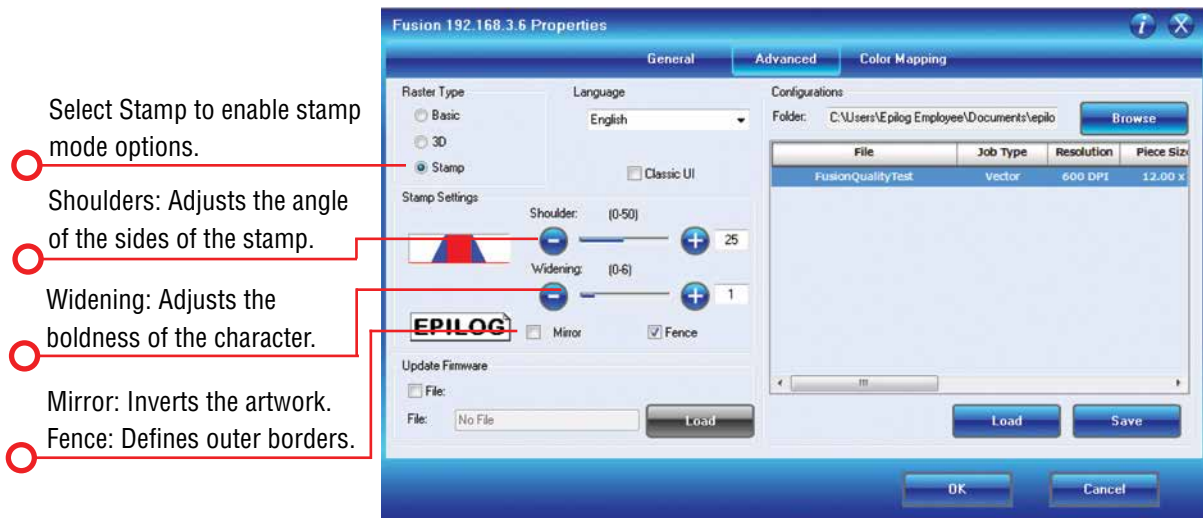 Fusion 192.168.3.6 Properties
General Advanced Color Mapping
Select Stamp to enable stamp
mode options.
Shoulders: Adjusts the angle
of the sides of the stamp.
Widening: Adjusts the
boldness of the character.
Mirror: Inverts the artwork.
Fence: Defines outer borders.
Raster Type
Basic
3D
Stamp
Language
English
Classic UI
Stamp Settings
Shoulder: (0-50)
25
Widening: (0-6)
1
EPILOG
Mirror Fence
Update Firmware
File:
File: No File Load
Configurations
Folder: C:\Users\Epilog Employee\Documents\epilo Browse
File Job Type Resolution Piece Siz
FusionQualityTest Vector 600 DPI 12.00 x
Load Save
OK Cancel